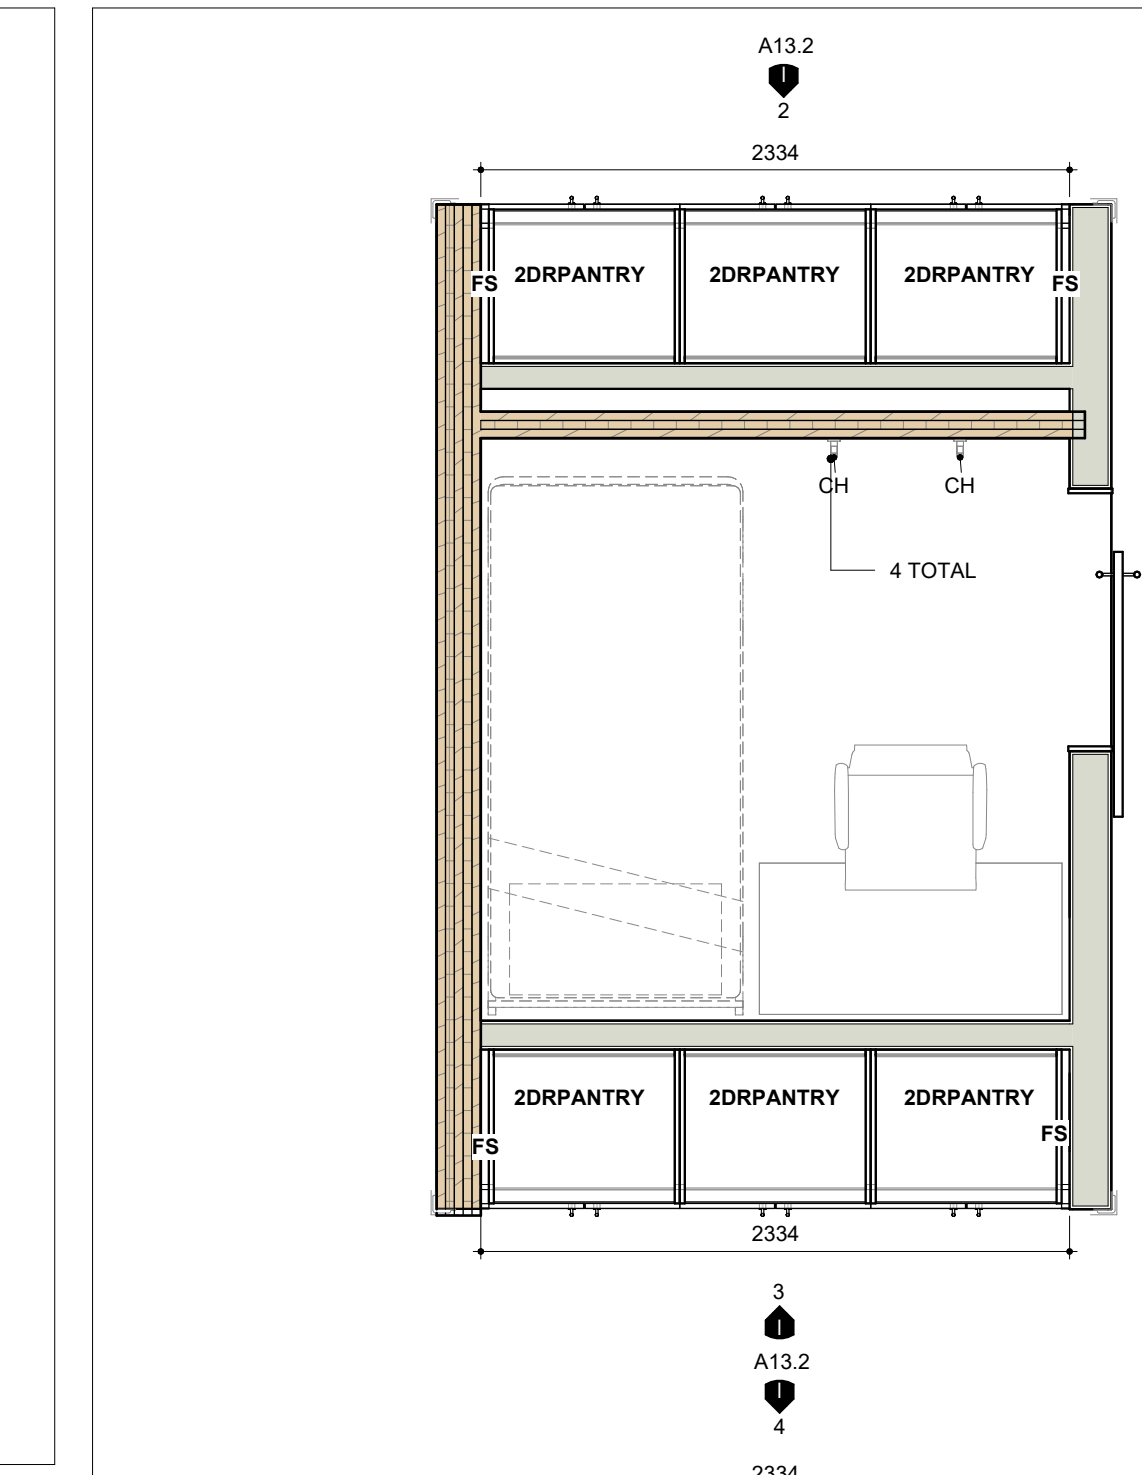 A13.2
2
2334
2DRPANTRY 2DRPANTRY 2DRPANTRY
FS FS
CH CH
4 TOTAL
2DRPANTRY 2DRPANTRY 2DRPANTRY
FS FS
2334
3
A13.2
4
2334